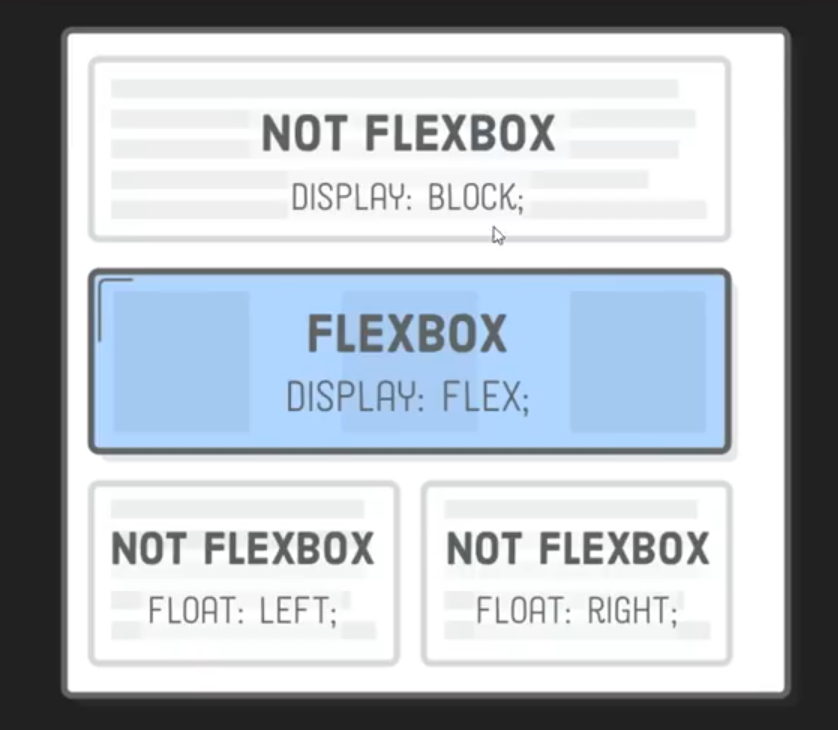 NOT FLEXBOX
DISPLAY: BLOCK;
FLEXBOX
DISPLAY: FLEX;
NOT FLEXBOX
FLOAT: LEFT;
NOT FLEXBOX
FLOAT: RIGHT;